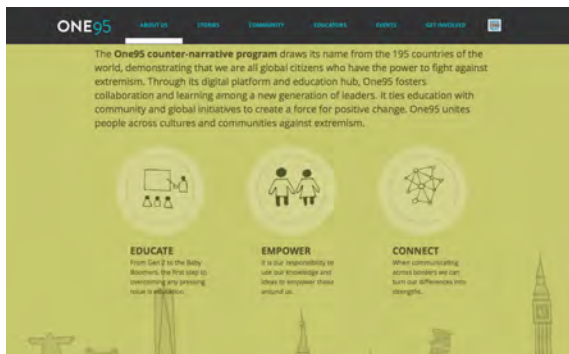 ONE95 ABOUT US STORIES COMMUNITY EDUCATORS EVENTS GET INVOLVED
The One95 counter-narrative program draws its name from the 195 countries of the
world, demonstrating that we are all global citizens who have the power to fight against
extremism. Through its digital platform and education hub, One95 fosters
collaboration and learning among a new generation of leaders. It ties education with
community and global initiatives to create a force for positive change. One95 unites
people across cultures and communities against extremism.
EDUCATE
From Gen Z to the Baby
Boomers, the first step to
overcoming any pressing
issue is education.
EMPOWER
It is our responsibility to
use our knowledge and
ideas to empower those
around us.
CONNECT
When communicating
across borders we can
turn our differences into
strengths.